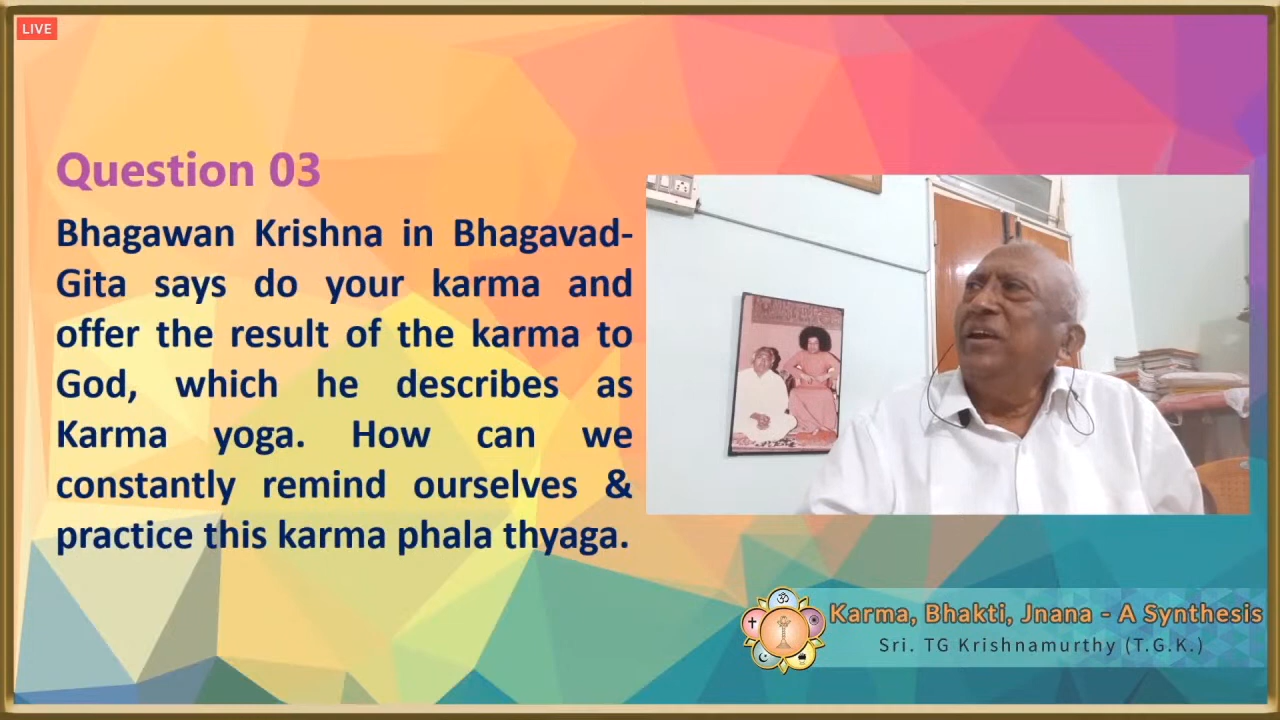 LIVE
Question 03
Bhagawan Krishna in Bhagavad-
Gita says do your karma and
offer the result of the karma to
God, which he describes as
Karma yoga. How can we
constantly remind ourselves &
practice this karma phala thyaga.
ॐ
Karma, Bhakti, Jnana - A Synthesis
Sri. TG Krishnamurthy (T.G.K.)